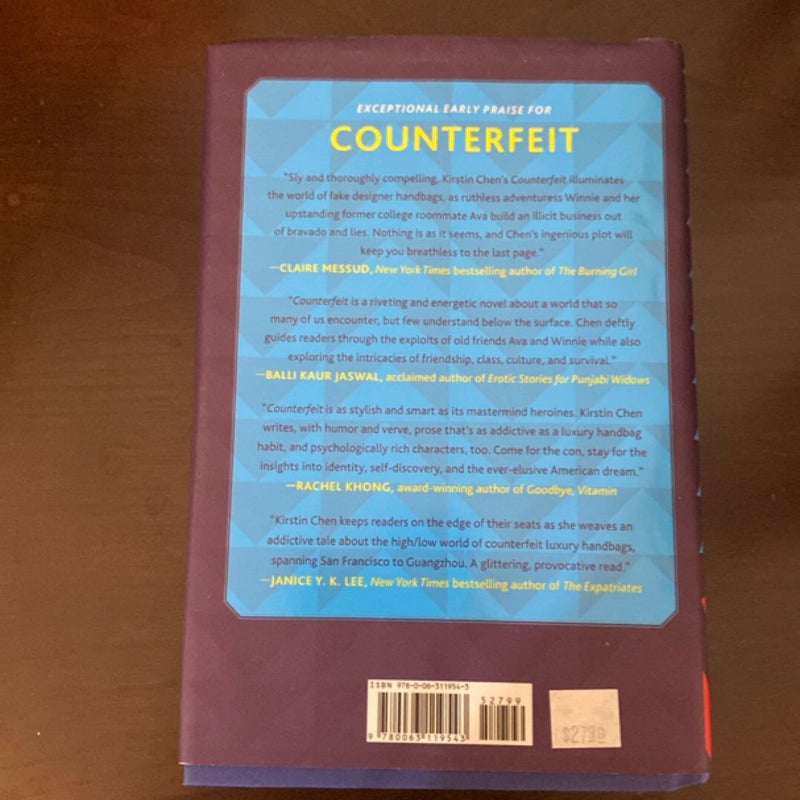 EXCEPTIONAL EARLY PRAISE FOR
COUNTERFEIT
"Sly and thoroughly compelling, Kirstin Chen's Counterfeit illuminates
the world of fake designer handbags, as ruthless adventuress Winnie and her
upstanding former college roommate Ava build an illicit business out
of bravado and lies. Nothing is as it seems, and Chen's ingenious plot will
keep you breathless to the last page."
—CLAIRE MESSUD, New York Times bestselling author of The Burning Girl
"Counterfeit is a riveting and energetic novel about a world that so
many of us encounter, but few understand below the surface. Chen deftly
guides readers through the exploits of old friends Ava and Winnie while also
exploring the intricacies of friendship, class, culture, and survival."
—BALLI KAUR JASWAL, acclaimed author of Erotic Stories for Punjabi Widows
"Counterfeit is as stylish and smart as its mastermind heroines. Kirstin Chen
writes, with humor and verve, prose that's as addictive as a luxury handbag
habit, and psychologically rich characters, too. Come for the con, stay for the
insights into identity, self-discovery, and the ever-elusive American dream."
—RACHEL KHONG, award-winning author of Goodbye, Vitamin
"Kirstin Chen keeps readers on the edge of their seats as she weaves an
addictive tale about the high/low world of counterfeit luxury handbags,
spanning San Francisco to Guangzhou. A glittering, provocative read."
—JANICE Y. K. LEE, New York Times bestselling author of The Expatriates
ISBN 978-0-06-311954-3
52799
9 780063 119543
$27.99